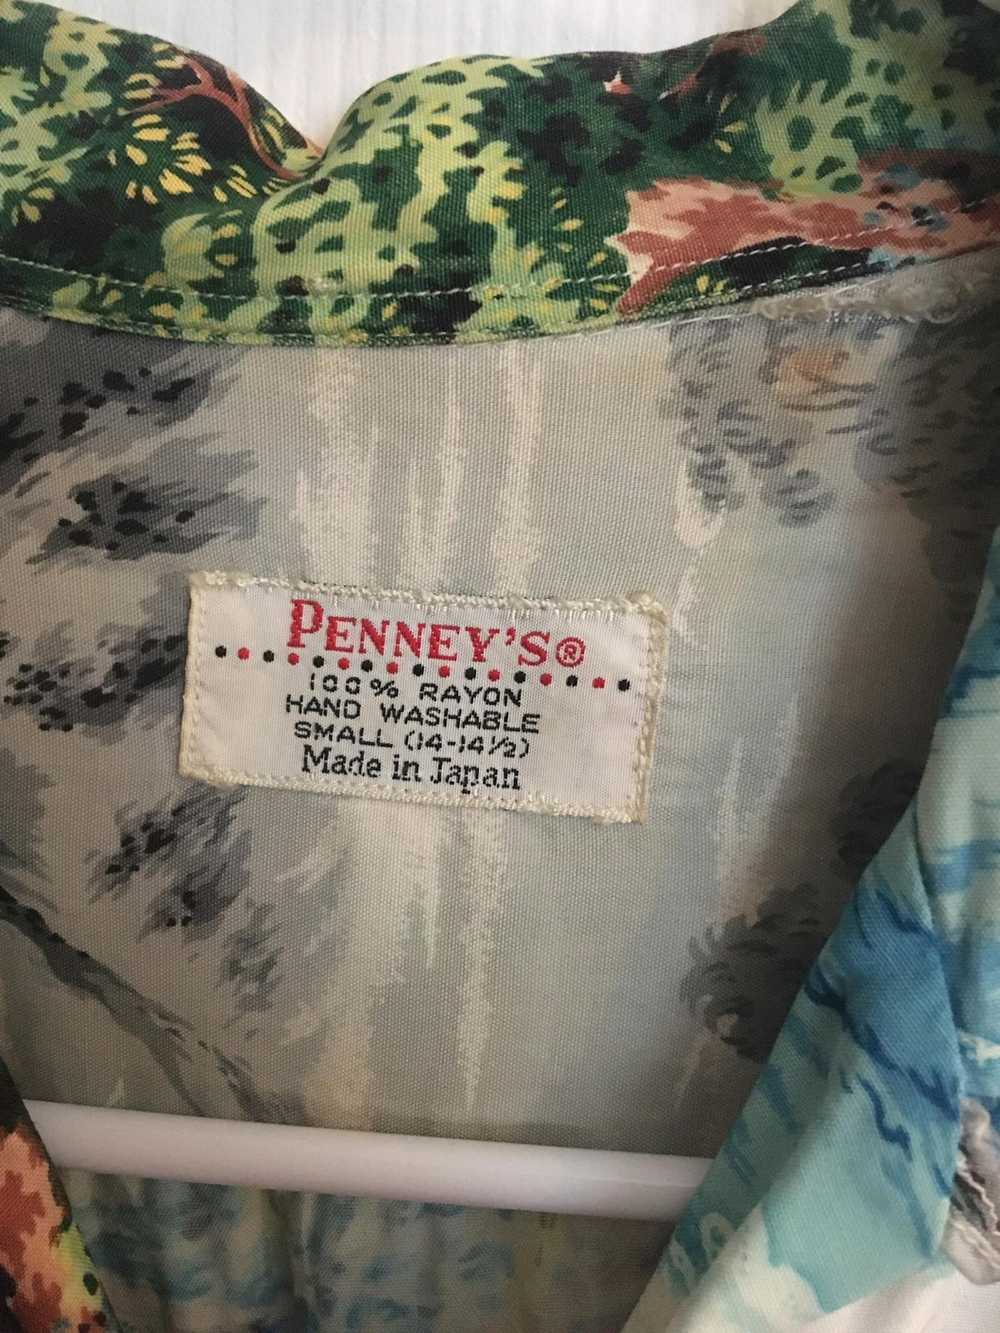 PENNEY'S®
100% RAYON
HAND WASHABLE
SMALL (14-14½)
Made in Japan